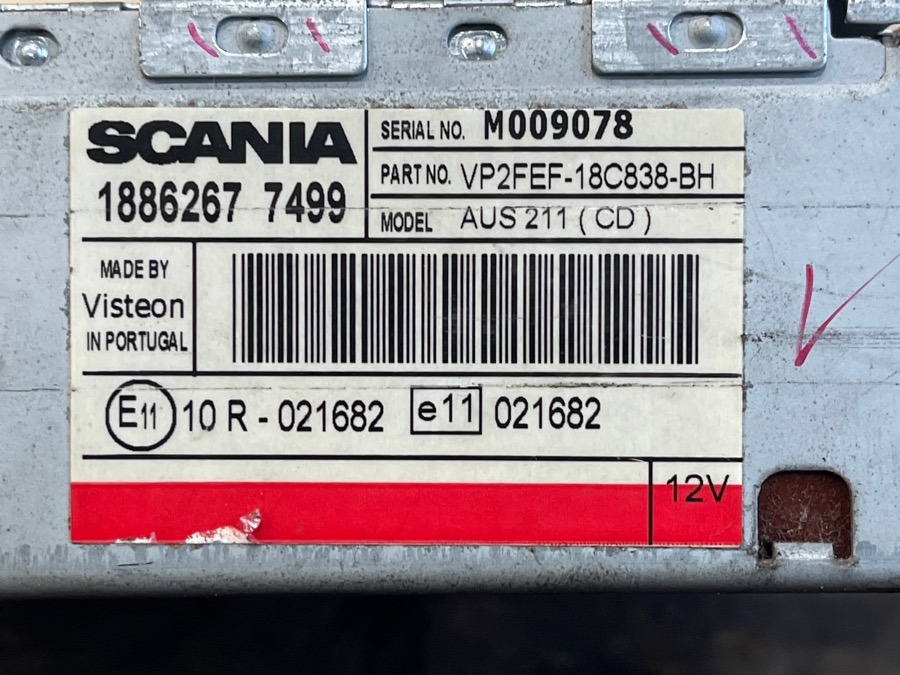 SCANIA
1886267 7499
SERIAL NO. M009078
PART NO. VP2FEF-18C838-BH
MODEL AUS 211 ( CD )
MADE BY
Visteon
IN PORTUGAL
E11 10 R - 021682 e11 021682
12V